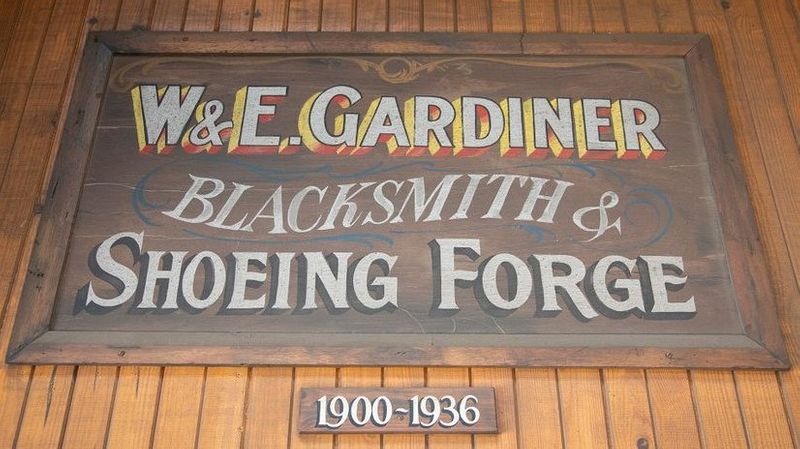 W & E. GARDINER
BLACKSMITH &
SHOEING FORGE
1900~1936